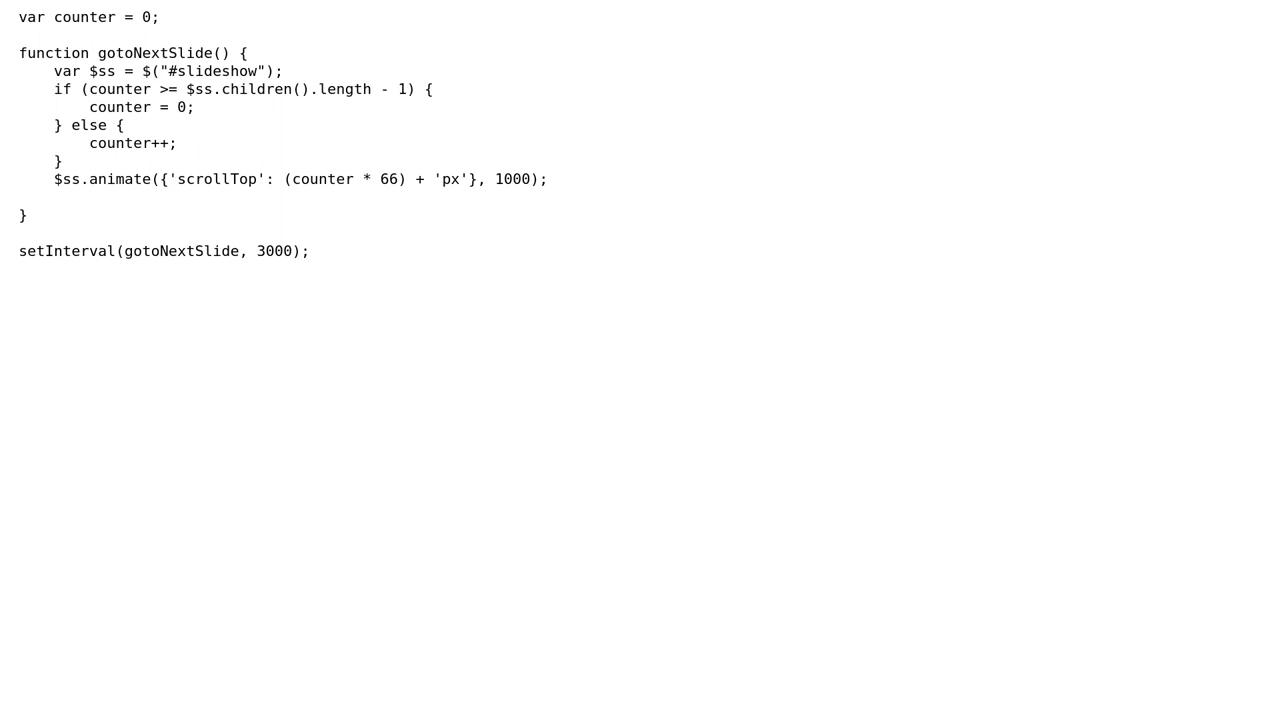 var counter = 0;

function gotoNextSlide() {
    var $ss = $("#slideshow");
    if (counter >= $ss.children().length - 1) {
        counter = 0;
    } else {
        counter++;
    }
    $ss.animate({'scrollTop': (counter * 66) + 'px'}, 1000);

}

setInterval(gotoNextSlide, 3000);